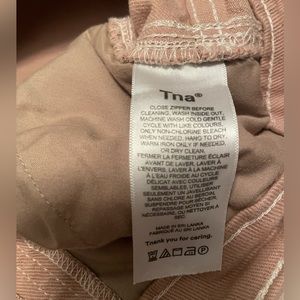 Tna®
CLOSE ZIPPER BEFORE
CLEANING, WASH INSIDE OUT.
MACHINE WASH COLD GENTLE
CYCLE WITH LIKE COLOURS.
ONLY NON-CHLORINE BLEACH
WHEN NEEDED. HANG TO DRY.
WARM IRON ONLY IF NEEDED.
OR DRY CLEAN.
FERMER LA FERMETURE ÉCLAIR
AVANT DE LAVER, LAVER À
L'ENVERS. LAVER À LA MACHINE
À L'EAU FROIDE AU CYCLE
DÉLICAT AVEC COULEURS
SEMBLABLES. UTILISER UN
SANS CHLORE AU BESOIN.
SUSPENDRE POUR SÉCHER.
REPASSER À FER TIÈDE SI
NÉCESSAIRE. OU NETTOYER À
SEC.
MADE IN SRI LANKA
FABRIQUÉ AU SRI LANKA
Thank you for caring.